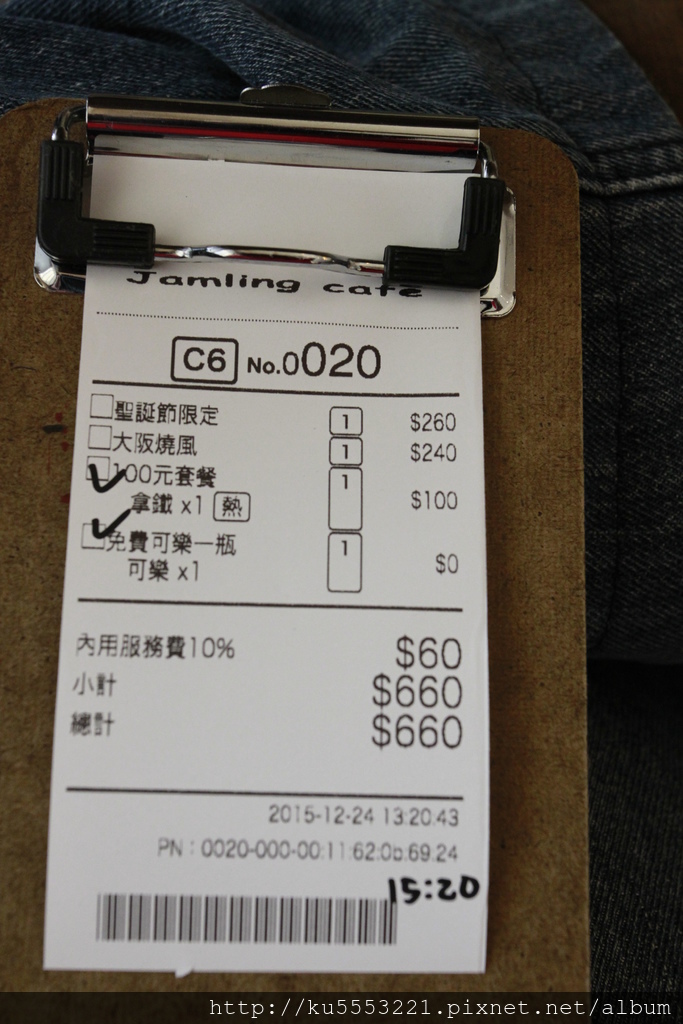 Jamling cafe
C6 No.0020
聖誕節限定 1 $260
大阪燒風 1 $240
100元套餐 1 $100
拿鐵 x1 熱
免費可樂一瓶 1 $0
可樂 x1
內用服務費10% $60
小計 $660
總計 $660
2015-12-24 13:20:43
PN：0020-000-00:11:62:0b:69:24
15:20
http://ku5553221.pixnet.net/album